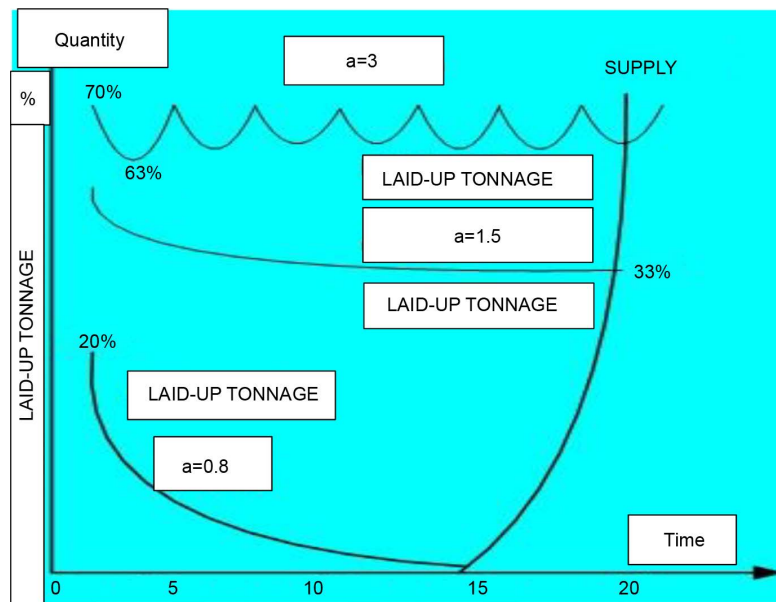 Quantity
a=3
SUPPLY
%
70%
63%
LAID-UP TONNAGE
a=1.5
33%
LAID-UP TONNAGE
20%
LAID-UP TONNAGE
a=0.8
LAID-UP TONNAGE
Time
0 5 10 15 20